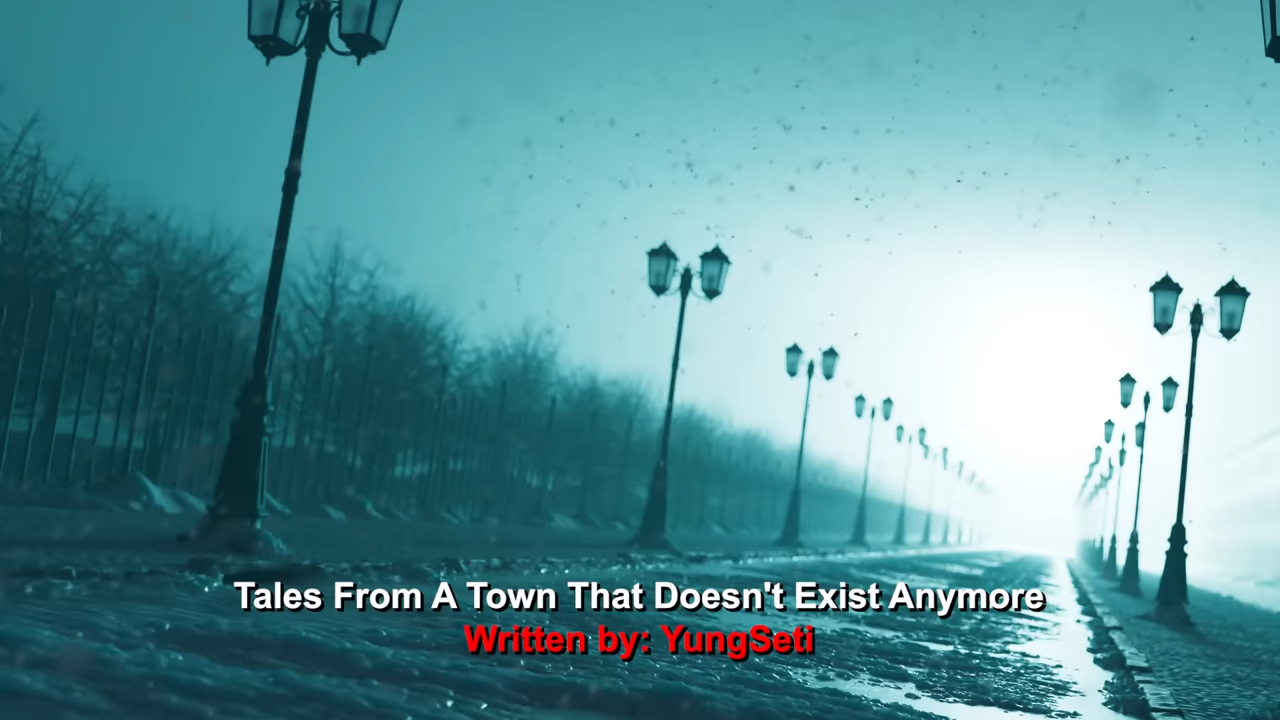 Tales From A Town That Doesn't Exist Anymore
Written by: YungSeti